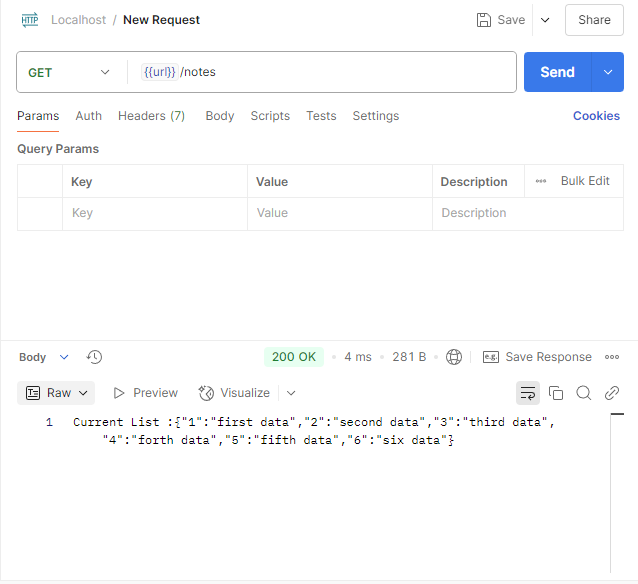 HTTP Localhost / New Request Save Share
GET {{url}} /notes Send
Params Auth Headers (7) Body Scripts Tests Settings Cookies
Query Params
Key Value Description Bulk Edit
Key Value Description
Body 200 OK 4 ms 281 B e.g. Save Response
Raw Preview Visualize
1 Current List :{"1":"first data","2":"second data","3":"third data",
"4":"forth data","5":"fifth data","6":"six data"}